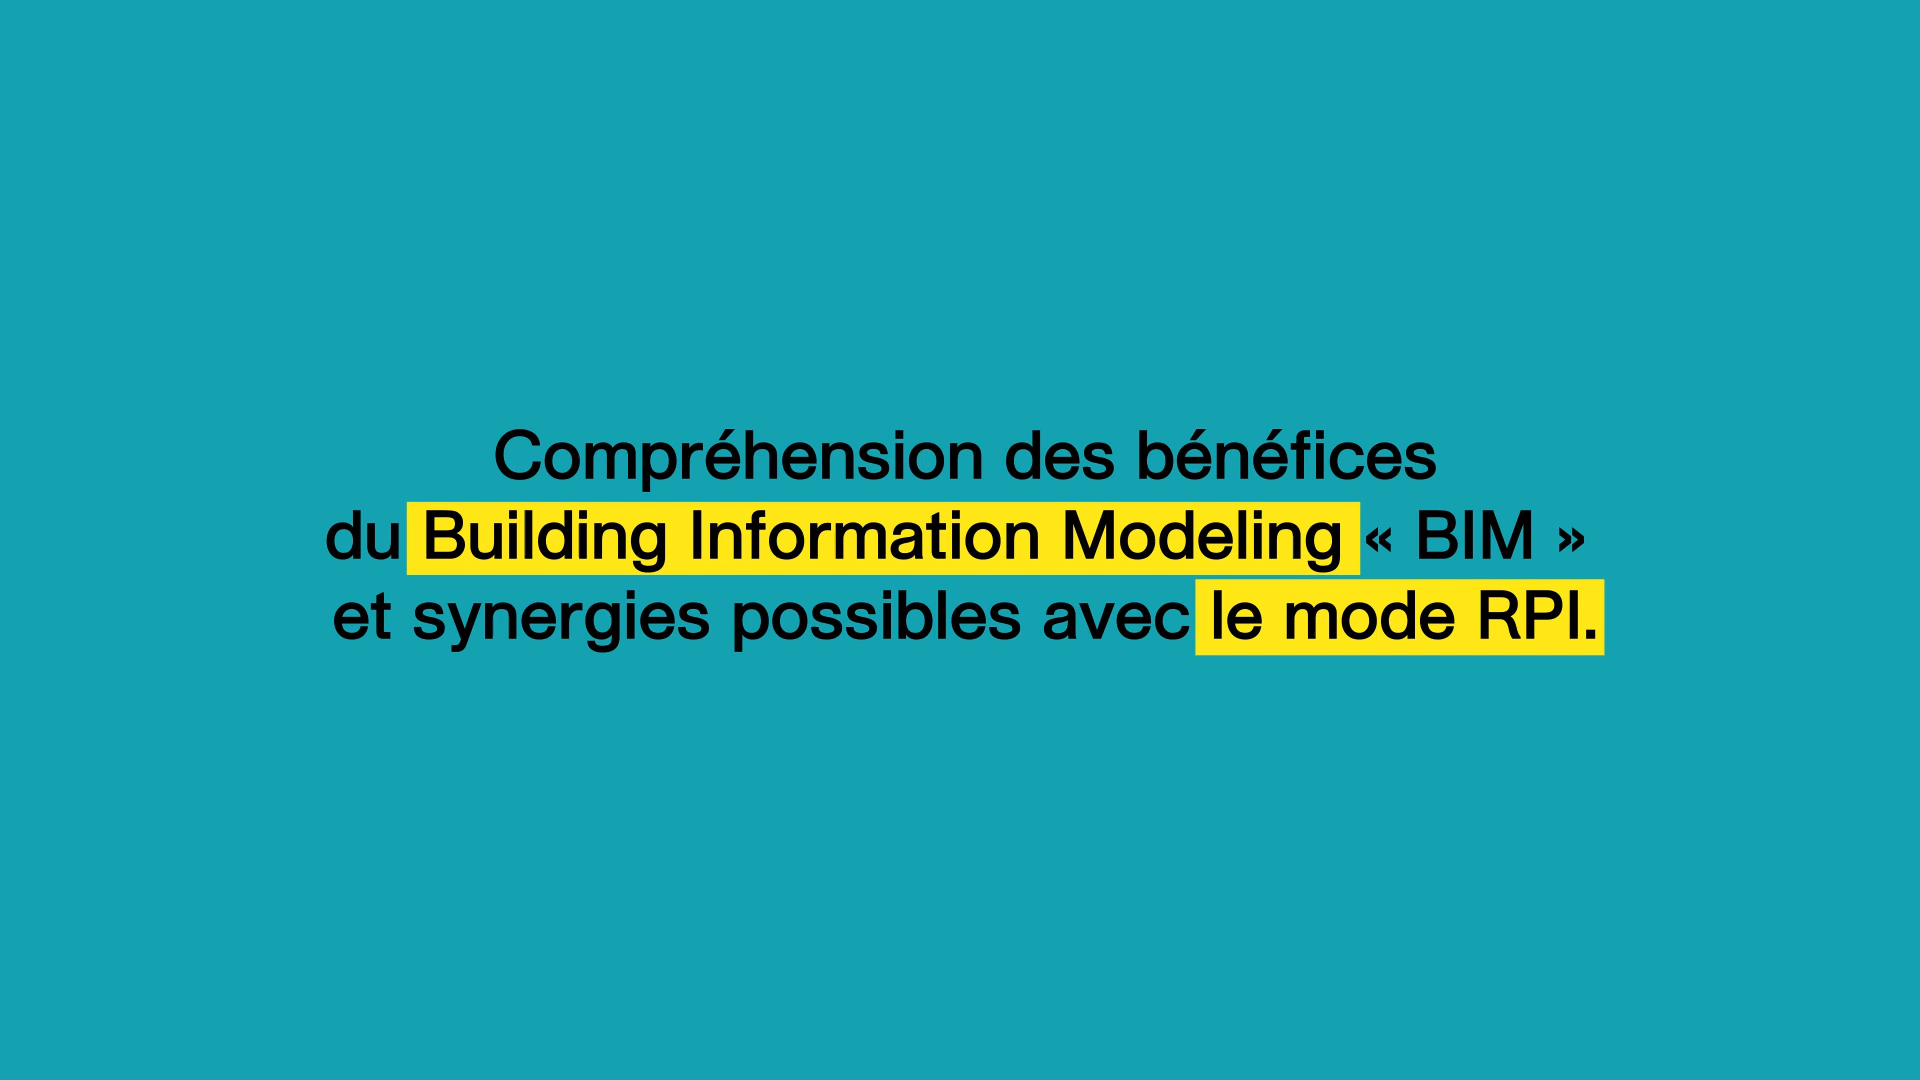 Compréhension des bénéfices
du Building Information Modeling « BIM »
et synergies possibles avec le mode RPI.